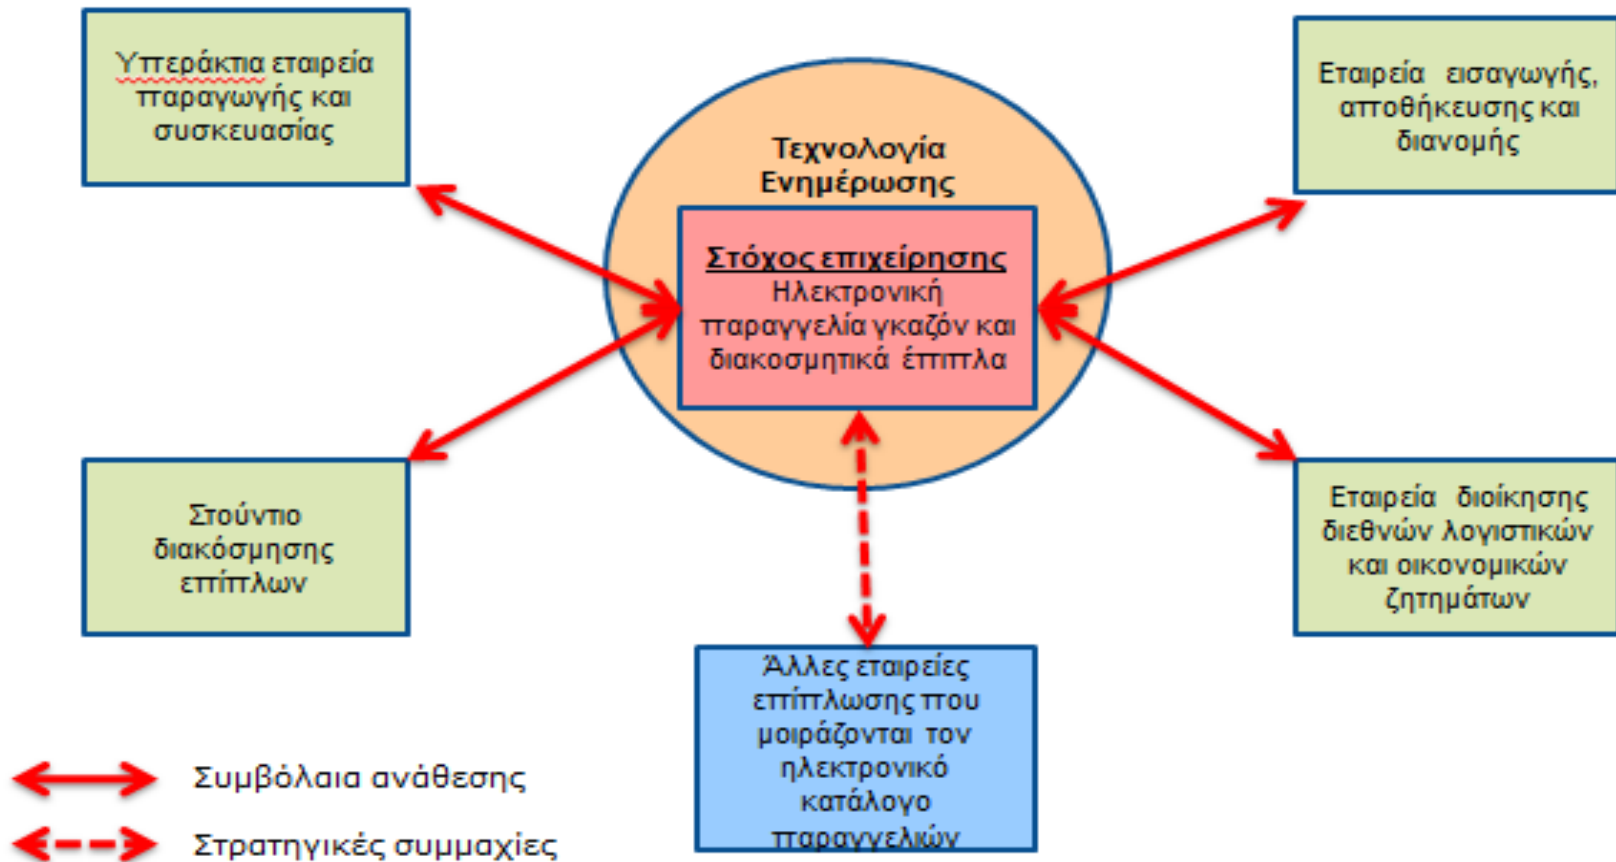 Υπεράκτια εταιρεία
παραγωγής και
συσκευασίας
Εταιρεία εισαγωγής,
αποθήκευσης και
διανομής
Τεχνολογία
Ενημέρωσης
Στόχος επιχείρησης
Ηλεκτρονική
παραγγελία γκαζόν και
διακοσμητικά έπιπλα
Στούντιο
διακόσμησης
επίπλων
Εταιρεία διοίκησης
διεθνών λογιστικών
και οικονομικών
ζητημάτων
Άλλες εταιρείες
επίπλωσης που
μοιράζονται τον
ηλεκτρονικό
κατάλογο
παραγγελιών
Συμβόλαια ανάθεσης
Στρατηγικές συμμαχίες